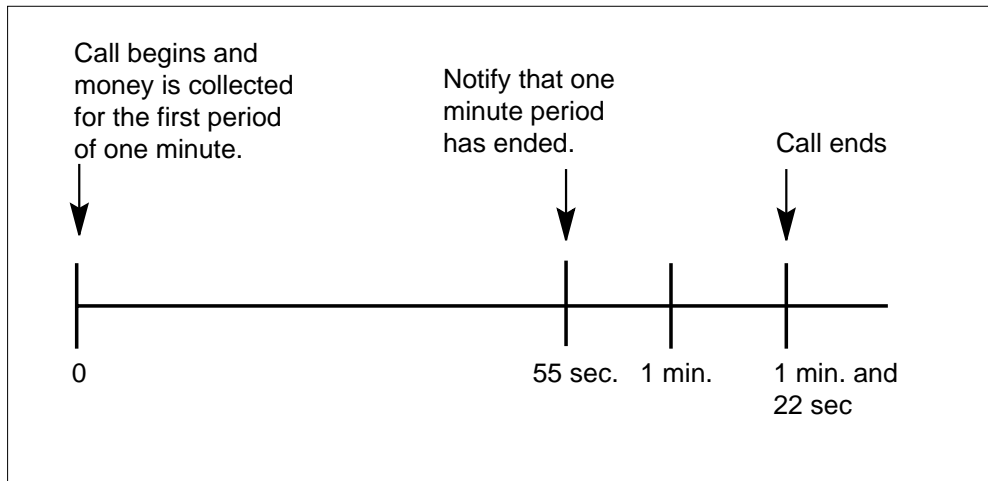 Call begins and
money is collected
for the first period
of one minute.
Notify that one
minute period
has ended.
Call ends
0
55 sec.
1 min.
1 min. and
22 sec